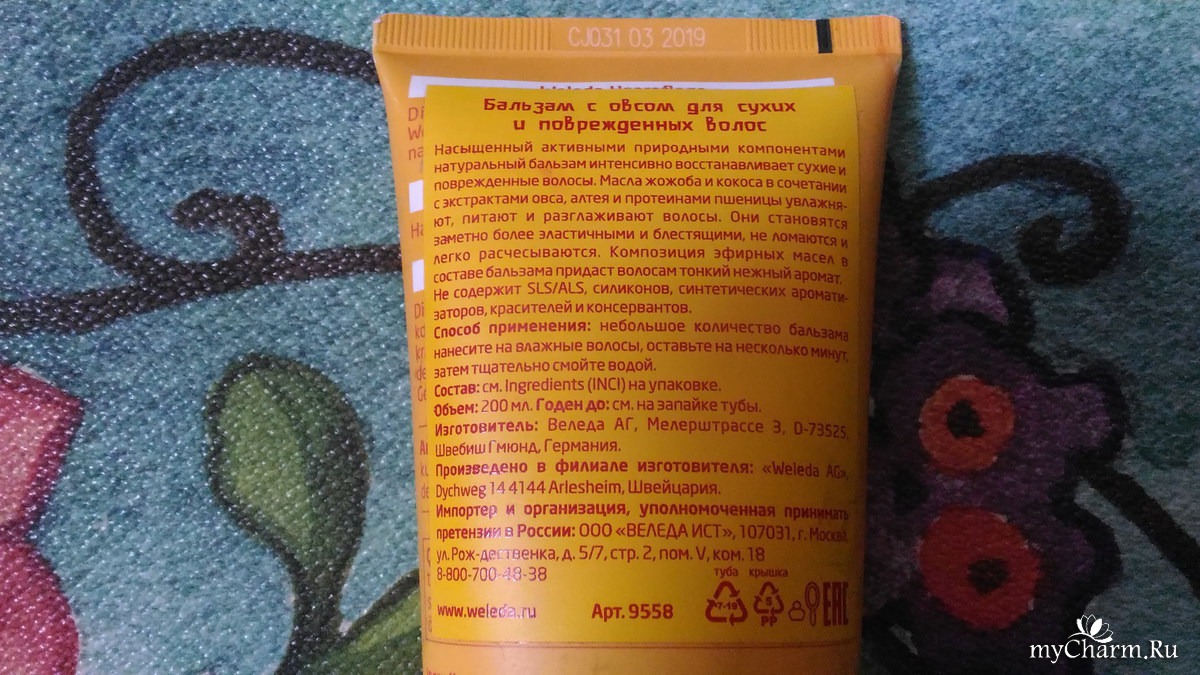 CJ031 03 2019
Бальзам с овсом для сухих
и поврежденных волос
Насыщенный активными природными компонентами
натуральный бальзам интенсивно восстанавливает сухие и
поврежденные волосы. Масла жожоба и кокоса в сочетании
с экстрактами овса, алтея и протеинами пшеницы увлажня-
ют, питают и разглаживают волосы. Они становятся
заметно более эластичными и блестящими, не ломаются и
легко расчесываются. Композиция эфирных масел в
составе бальзама придаст волосам тонкий нежный аромат.
Не содержит SLS/ALS, силиконов, синтетических аромати-
заторов, красителей и консервантов.
Способ применения: небольшое количество бальзама
нанесите на влажные волосы, оставьте на несколько минут,
затем тщательно смойте водой.
Состав: см. Ingredients (INCI) на упаковке.
Объем: 200 мл. Годен до: см. на запайке тубы.
Изготовитель: Веледа АГ, Мелерштрассе 3, D-73525,
Швебиш Гмюнд, Германия.
Произведено в филиале изготовителя: «Weleda AG»,
Dychweg 14 4144 Arlesheim, Швейцария.
Импортер и организация, уполномоченная принимать
претензии в России: ООО «ВЕЛЕДА ИСТ», 107031, г. Москва,
ул. Рож-дественка, д. 5/7, стр. 2, пом. V, ком. 18
8-800-700-48-38
туба крышка
www.weleda.ru Арт. 9558 7-19 5 PP EAC
myCharm.Ru